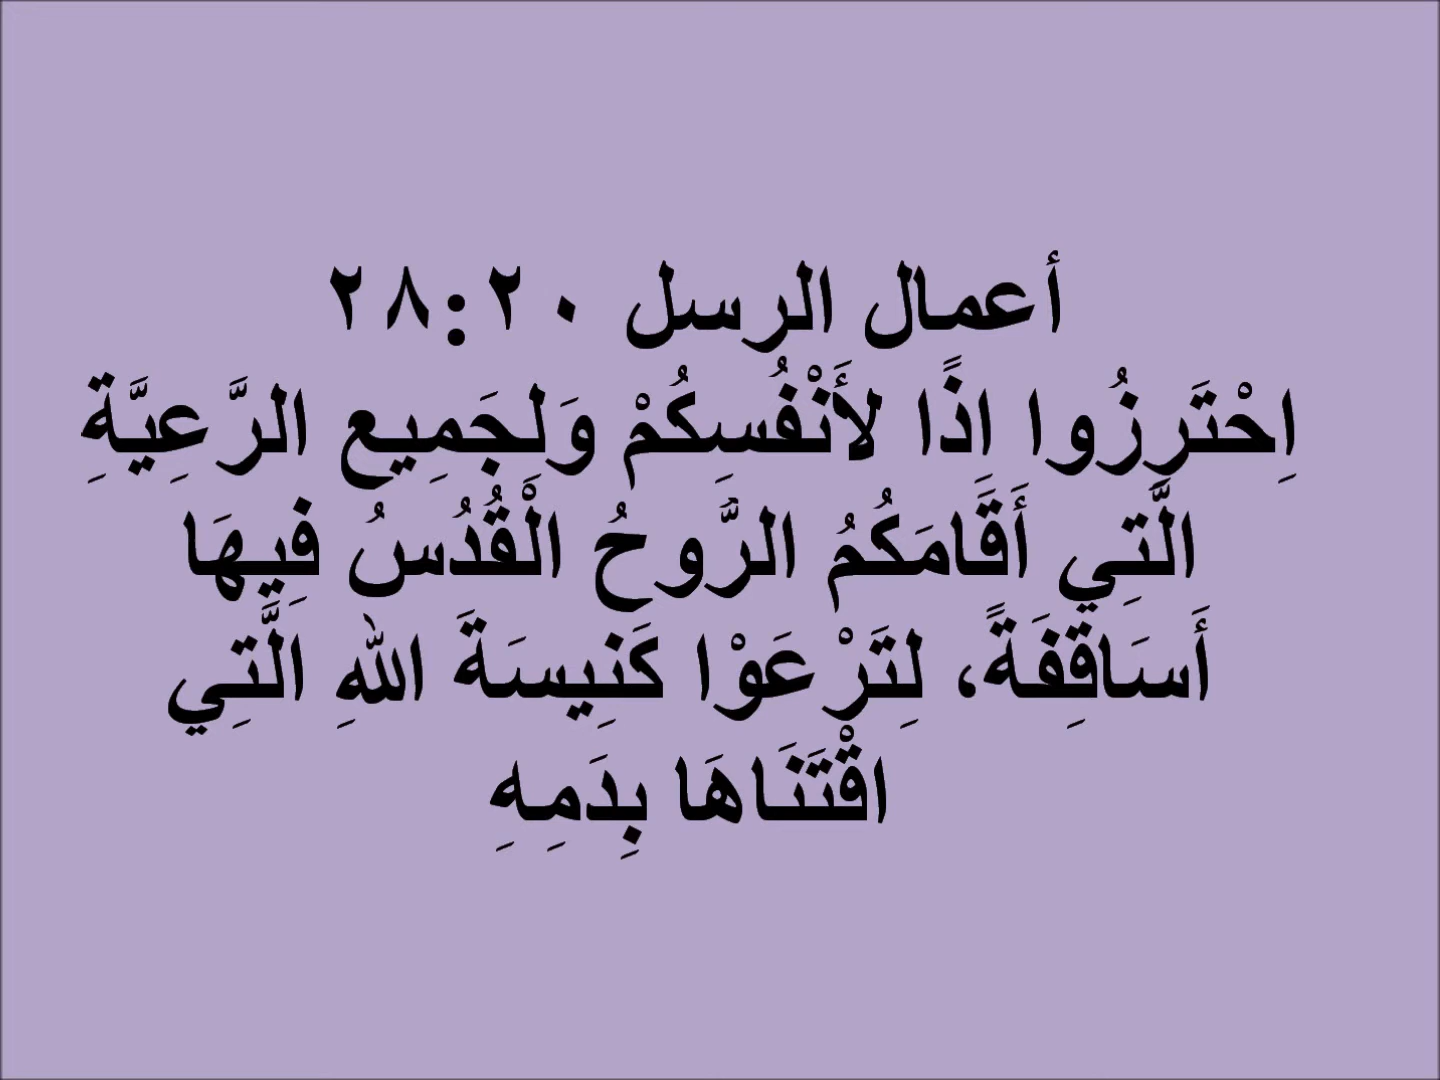 أعمال الرسل ٢٠:٢٨
اِحْتَرِزُوا اِذًا لأَنْفُسِكُمْ وَلِجَمِيعِ الرَّعِيَّةِ
الَّتِي أَقَامَكُمُ الرَّوحُ الْقُدُسُ فِيهَا
أَسَاقِفَةً، لِتَرْعَوْا كَنِيسَةَ اللهِ الَّتِي
اقْتَنَاهَا بِدَمِهِ